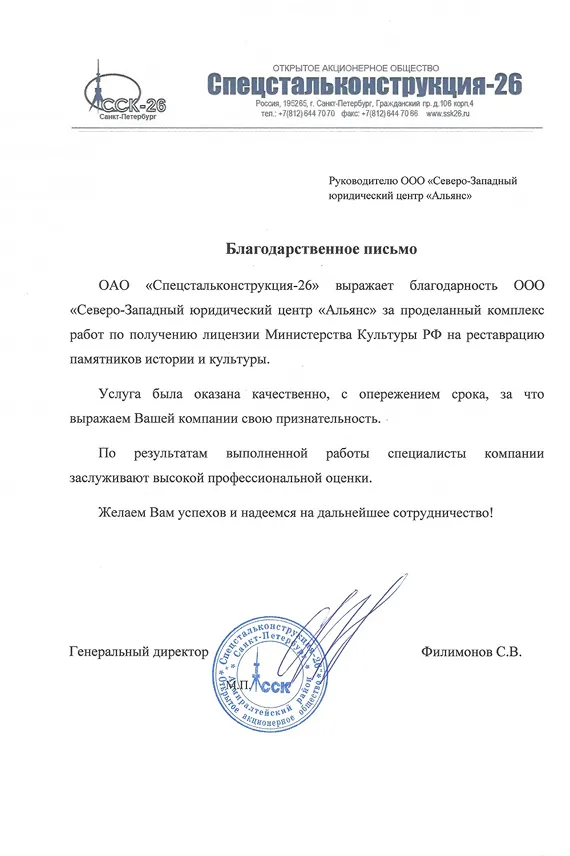 ССК-26
Санкт-Петербург
ОТКРЫТОЕ АКЦИОНЕРНОЕ ОБЩЕСТВО
Спецстальконструкция-26
Россия, 195265, г. Санкт-Петербург, Гражданский пр. д.106 корп.4
тел.: +7(812) 644 70 70 факс: +7(812) 644 70 66 www.ssk26.ru
Руководителю ООО «Северо-Западный
юридический центр «Альянс»
Благодарственное письмо
ОАО «Спецстальконструкция-26» выражает благодарность ООО
«Северо-Западный юридический центр «Альянс» за проделанный комплекс
работ по получению лицензии Министерства Культуры РФ на реставрацию
памятников истории и культуры.
Услуга была оказана качественно, с опережением срока, за что
выражаем Вашей компании свою признательность.
По результатам выполненной работы специалисты компании
заслуживают высокой профессиональной оценки.
Желаем Вам успехов и надеемся на дальнейшее сотрудничество!
Генеральный директор
Филимонов С.В.
М.П.
Спецстальконструкция-26
Открытое акционерное общество
Санкт-Петербург
Адмиралтейский район
ССК